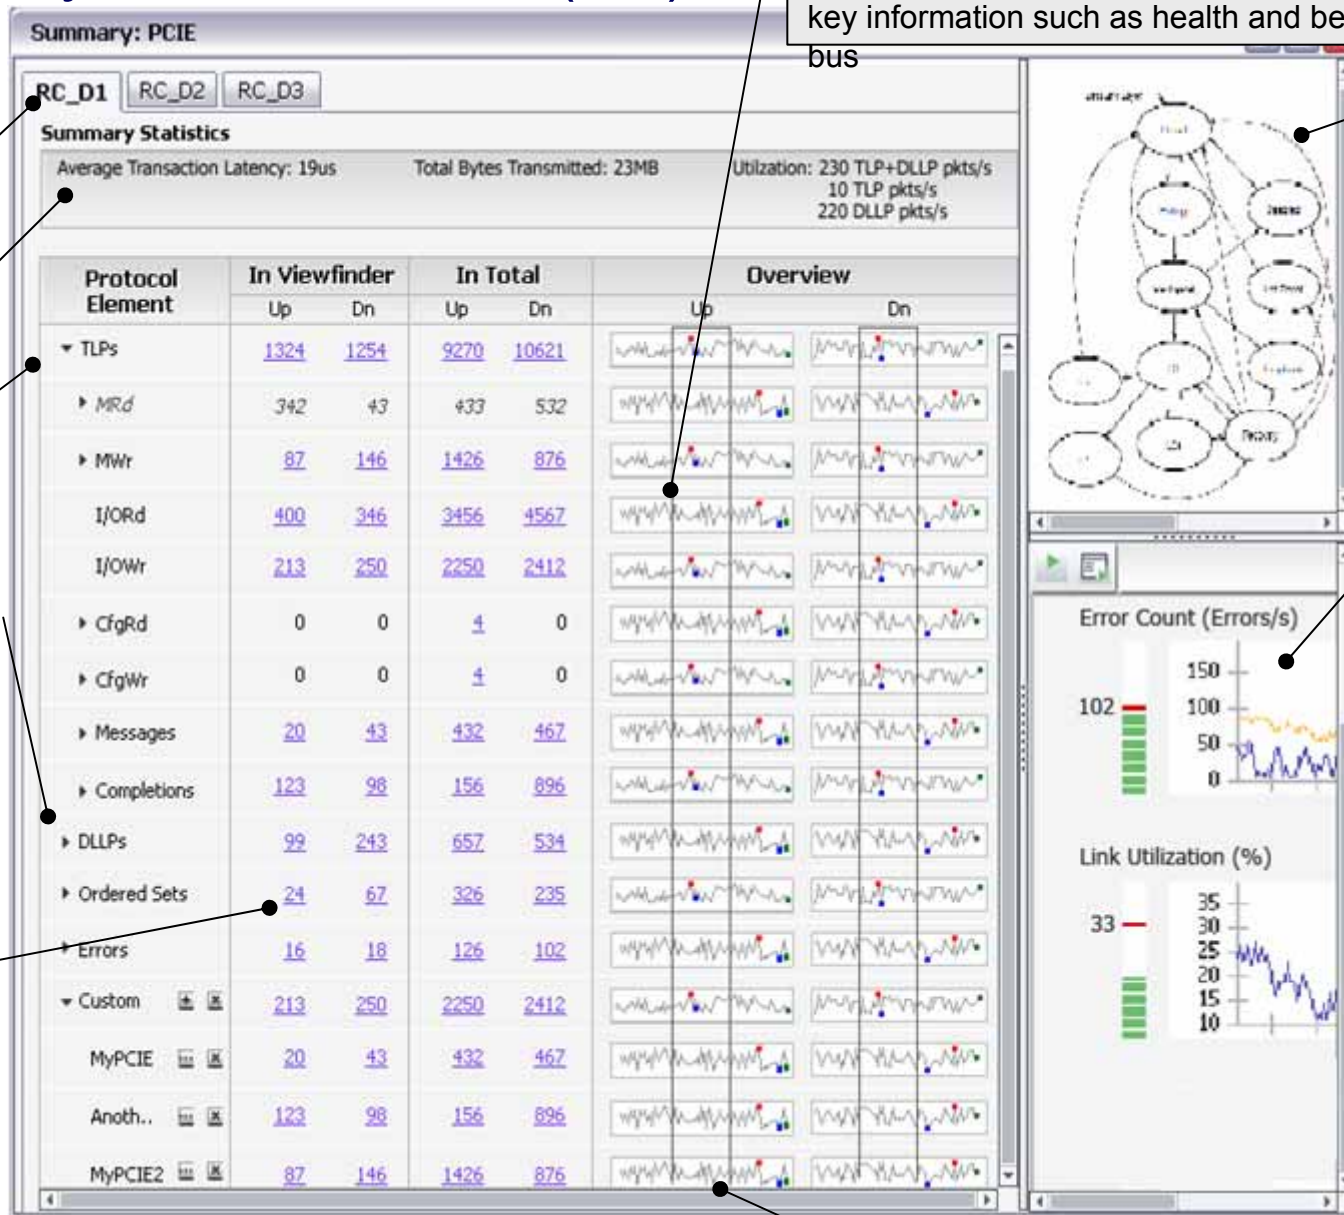 key information such as health and be
bus
Summary: PCIE
RC_D1 RC_D2 RC_D3
Summary Statistics
Average Transaction Latency: 19us Total Bytes Transmitted: 23MB Utilzation: 230 TLP+DLLP pkts/s
10 TLP pkts/s
220 DLLP pkts/s
Protocol Element In Viewfinder In Total Overview
Up Dn Up Dn Up Dn
TLPs 1324 1254 9270 10621
MRd 342 43 433 532
MWr 87 146 1426 876
I/ORd 400 346 3456 4567
I/OWr 213 250 2250 2412
CfgRd 0 0 4 0
CfgWr 0 0 4 0
Messages 20 43 432 467
Completions 123 98 156 896
DLLPs 99 243 657 534
Ordered Sets 24 67 326 235
Errors 16 18 126 102
Custom 213 250 2250 2412
MyPCIE 20 43 432 467
Anoth.. 123 98 156 896
MyPCIE2 87 146 1426 876
Recovery
Error Count (Errors/s)
102
150
100
50
0
Link Utilization (%)
33
35
30
25
20
15
10